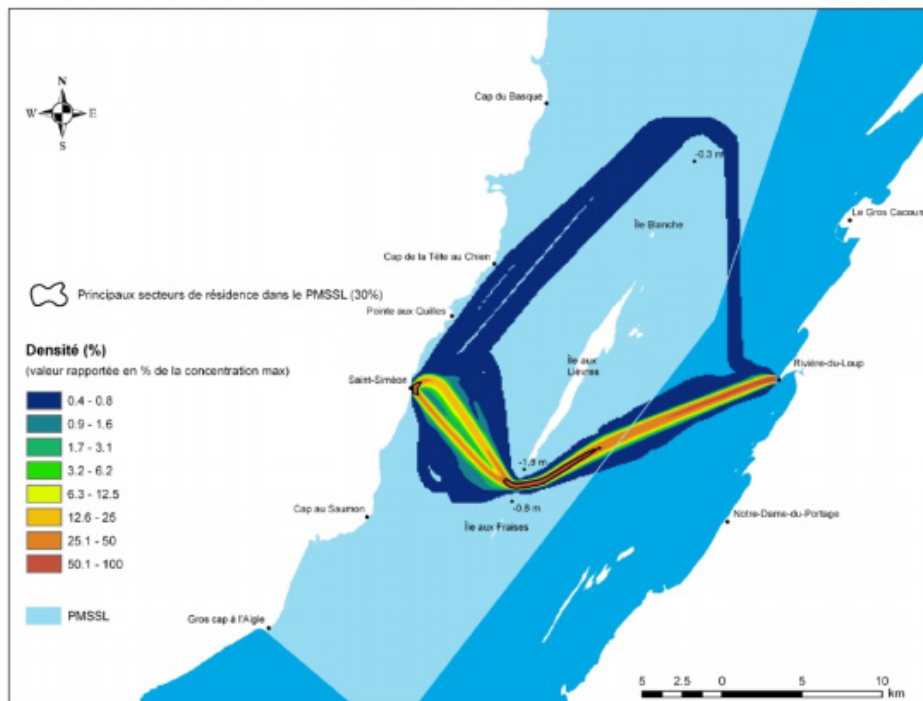 N
W E
S
Cap du Basque
-0,3 m
Le Gros Cacouna
Île Blanche
Cap de la Tête au Chien
Principaux secteurs de résidence dans le PMSSL (30%)
Pointe aux Quilles
Densité (%)
(valeur rapportée en % de la concentration max)
Île aux
Lièvres
Rivière-du-Loup
Saint-Siméon
0.4 - 0.8
0.9 - 1.6
1.7 - 3.1
3.2 - 6.2
6.3 - 12.5
12.6 - 25
25.1 - 50
50.1 - 100
-1,8 m
-0,8 m
Cap au Saumon
Île aux Fraises
Notre-Dame-du-Portage
PMSSL
Gros cap à l'Aigle
5 2.5 0 5 10
km